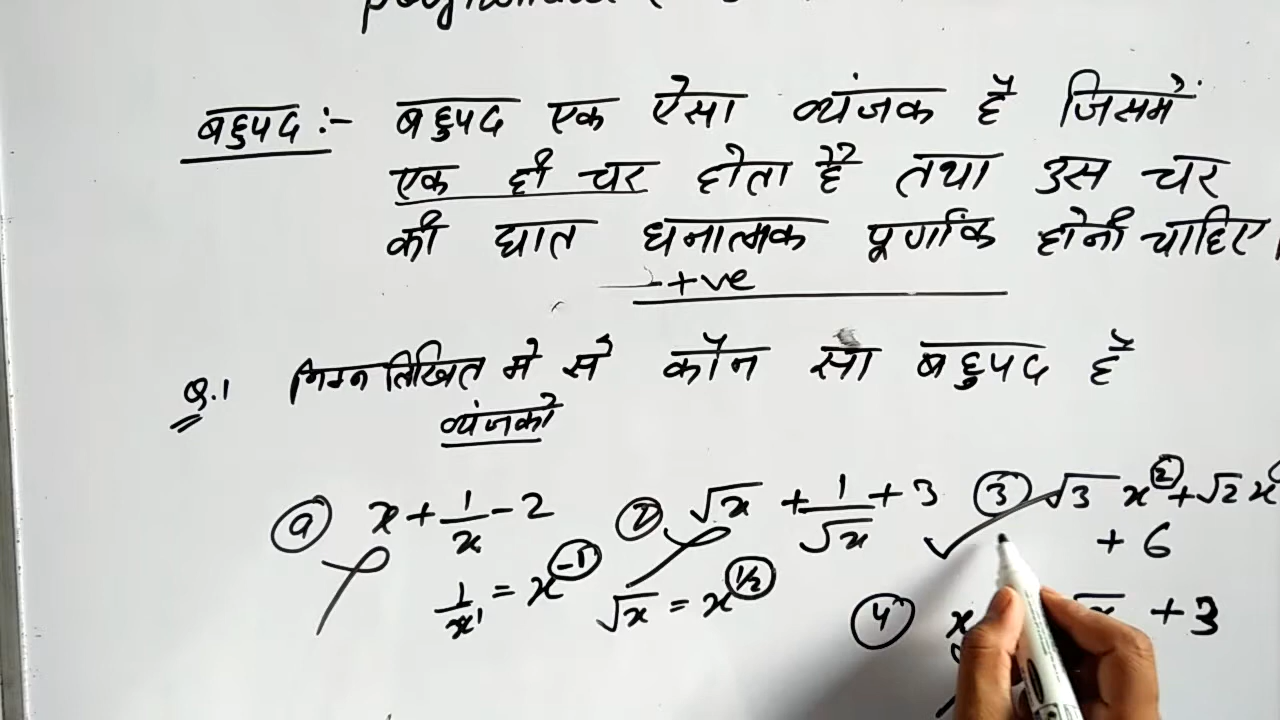 बहुपद :- बहुपद एक ऐसा व्यंजक है जिसमें
एक ही चर होता है तथा उस चर
की घात धनात्मक पूर्णांक होनी चाहिए।
+ve
Q.1 निम्नलिखित में से कौन सा बहुपद है
व्यंजको
① x + 1/x - 2 ② √x + 1/√x + 3 ③ √3 x² + √2 x
+ 6
1/x¹ = x⁻¹ √x = x^1/2
④ x √x + 3